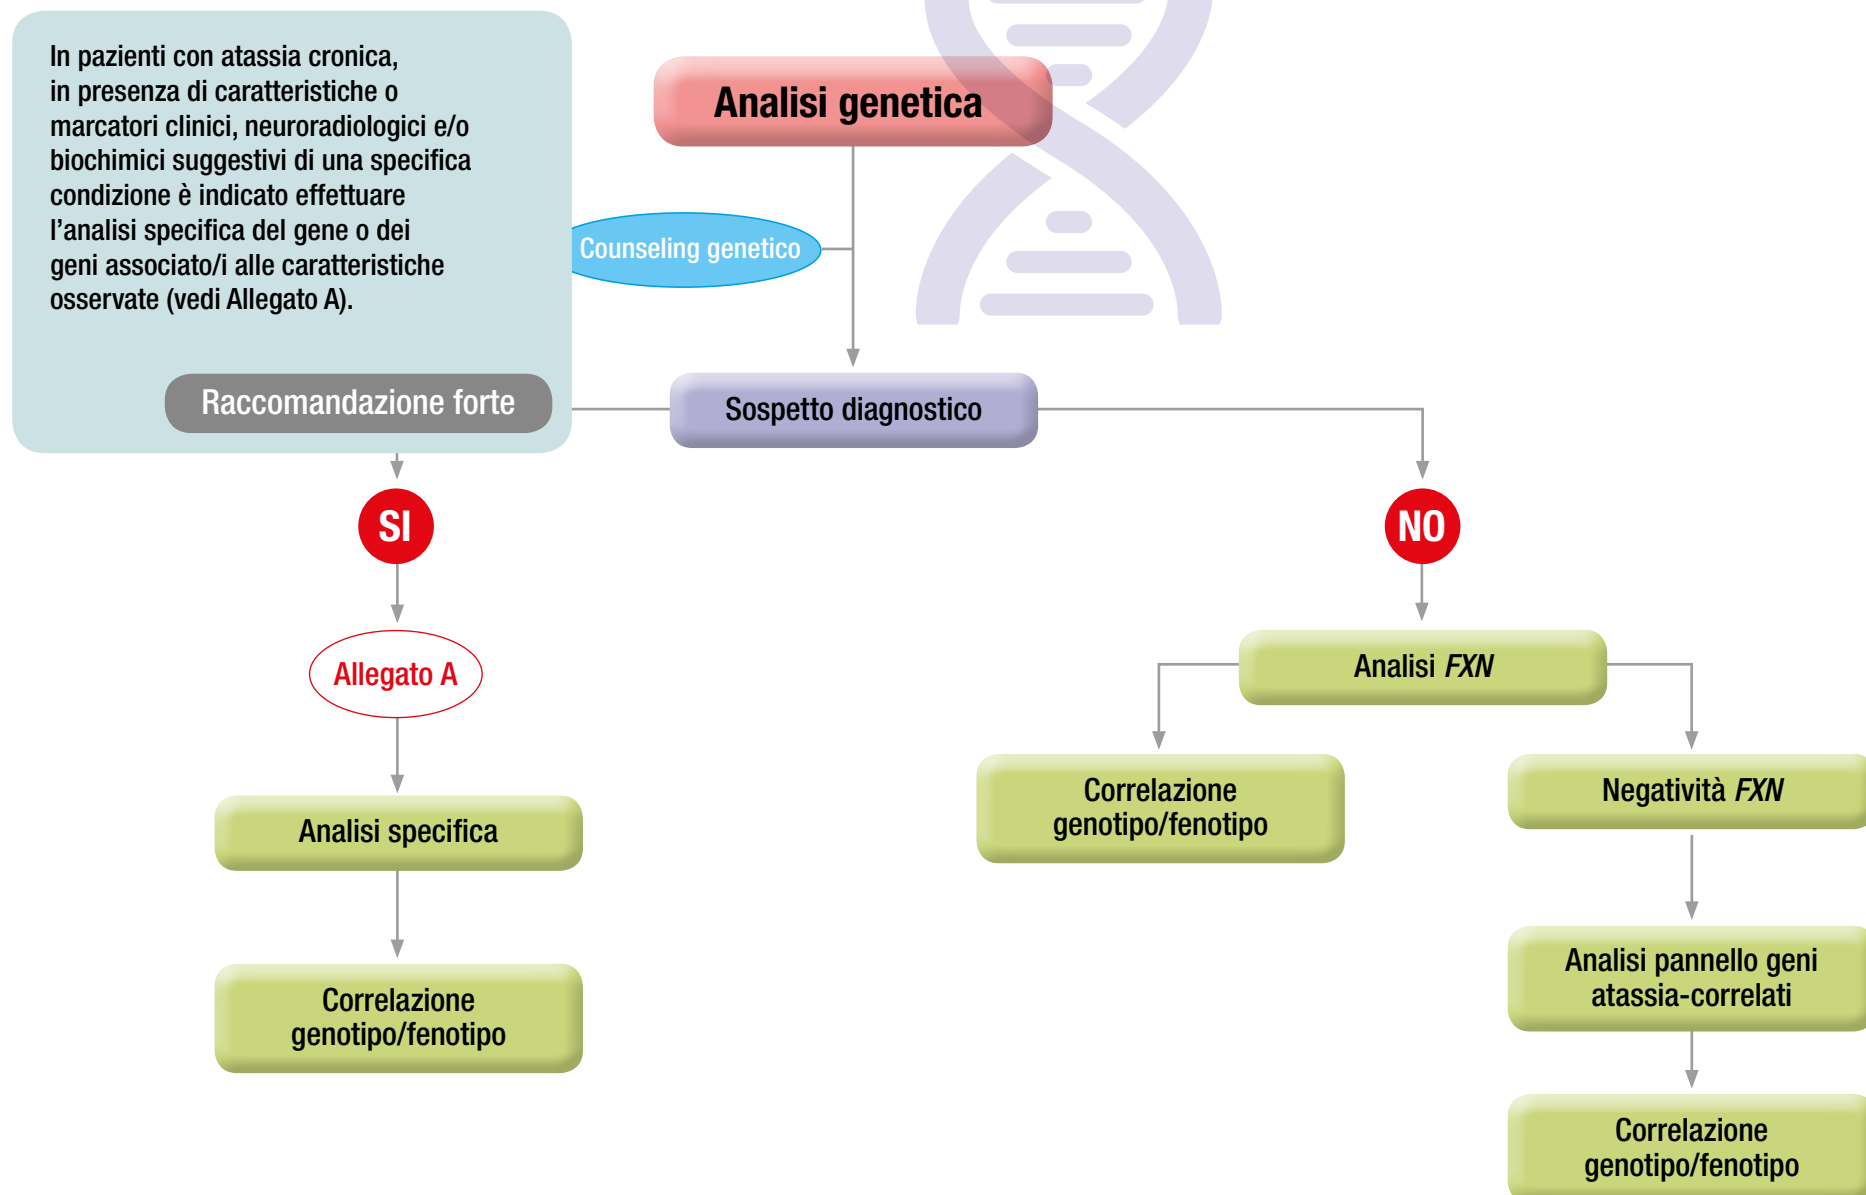 In pazienti con atassia cronica,
in presenza di caratteristiche o
marcatori clinici, neuroradiologici e/o
biochimici suggestivi di una specifica
condizione è indicato effettuare
l'analisi specifica del gene o dei
geni associato/i alle caratteristiche
osservate (vedi Allegato A).
Raccomandazione forte
Analisi genetica
Counseling genetico
Sospetto diagnostico
SI
NO
Allegato A
Analisi specifica
Correlazione
genotipo/fenotipo
Analisi FXN
Correlazione
genotipo/fenotipo
Negatività FXN
Analisi pannello geni
atassia-correlati
Correlazione
genotipo/fenotipo